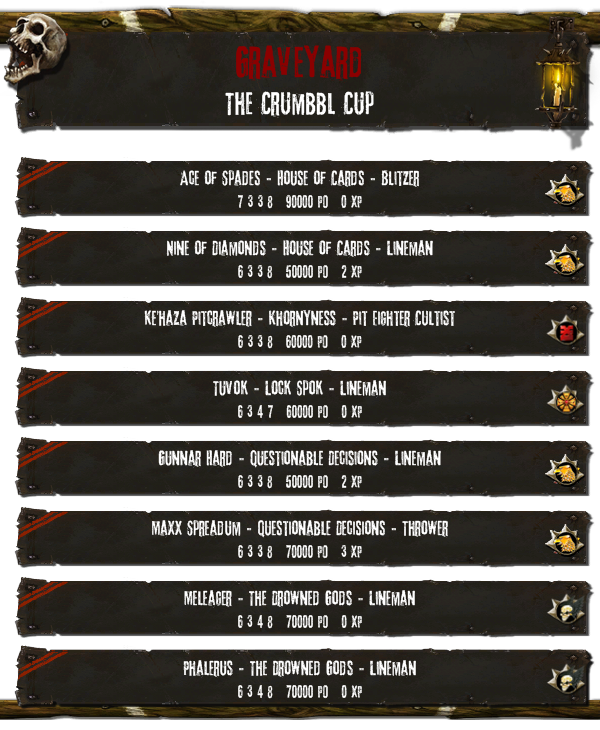 GRAVEYARD
THE CRUMBBL CUP
ACE OF SPADES - HOUSE OF CARDS - BLITZER
7 3 3 8 90000 PO 0 XP
NINE OF DIAMONDS - HOUSE OF CARDS - LINEMAN
6 3 3 8 50000 PO 2 XP
KE'HAZA PITCRAWLER - KHORNYNESS - PIT FIGHTER CULTIST
6 3 3 8 60000 PO 0 XP
TUVOK - LOCK SPOK - LINEMAN
6 3 4 7 60000 PO 0 XP
GUNNAR HARD - QUESTIONABLE DECISIONS - LINEMAN
6 3 3 8 50000 PO 2 XP
MAXX SPREADUM - QUESTIONABLE DECISIONS - THROWER
6 3 3 8 70000 PO 3 XP
MELEAGER - THE DROWNED GODS - LINEMAN
6 3 4 8 70000 PO 0 XP
PHALERUS - THE DROWNED GODS - LINEMAN
6 3 4 8 70000 PO 0 XP